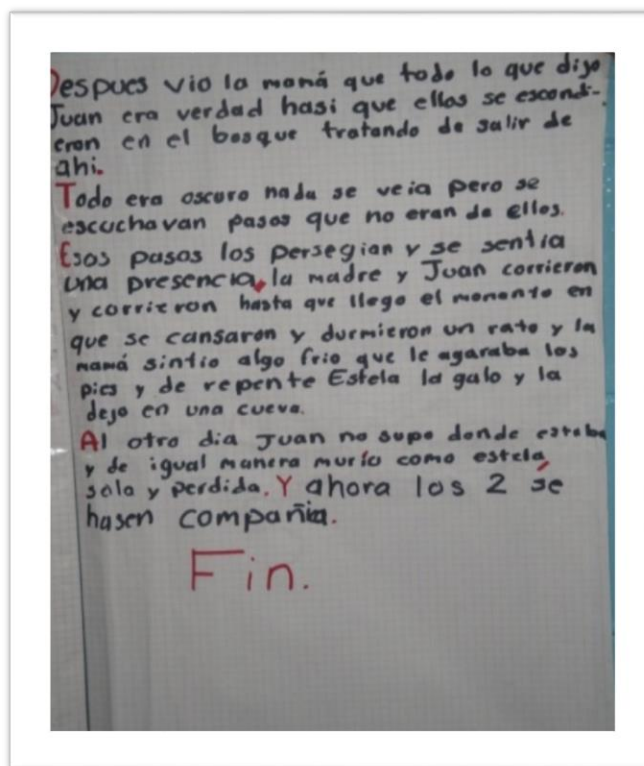 Despues vio la mamá que todo lo que dijo
Juan era verdad hasi que ellos se escondi-
eron en el bosque tratando de salir de
ahi.
Todo era oscuro nada se veia pero se
escuchavan pasos que no eran de ellos.
Esos pasos los persegian y se sentia
una presencia, la madre y Juan corrieron
y corrieron hasta que llego el momento en
que se cansaron y durmieron un rato y la
mamá sintio algo frio que le agaraba los
pies y de repente Estela la galo y la
dejo en una cueva.
Al otro dia Juan no supo donde estaba
y de igual manera murío como estela,
sola y perdida. Y ahora los 2 se
hasen compañia.
Fin.